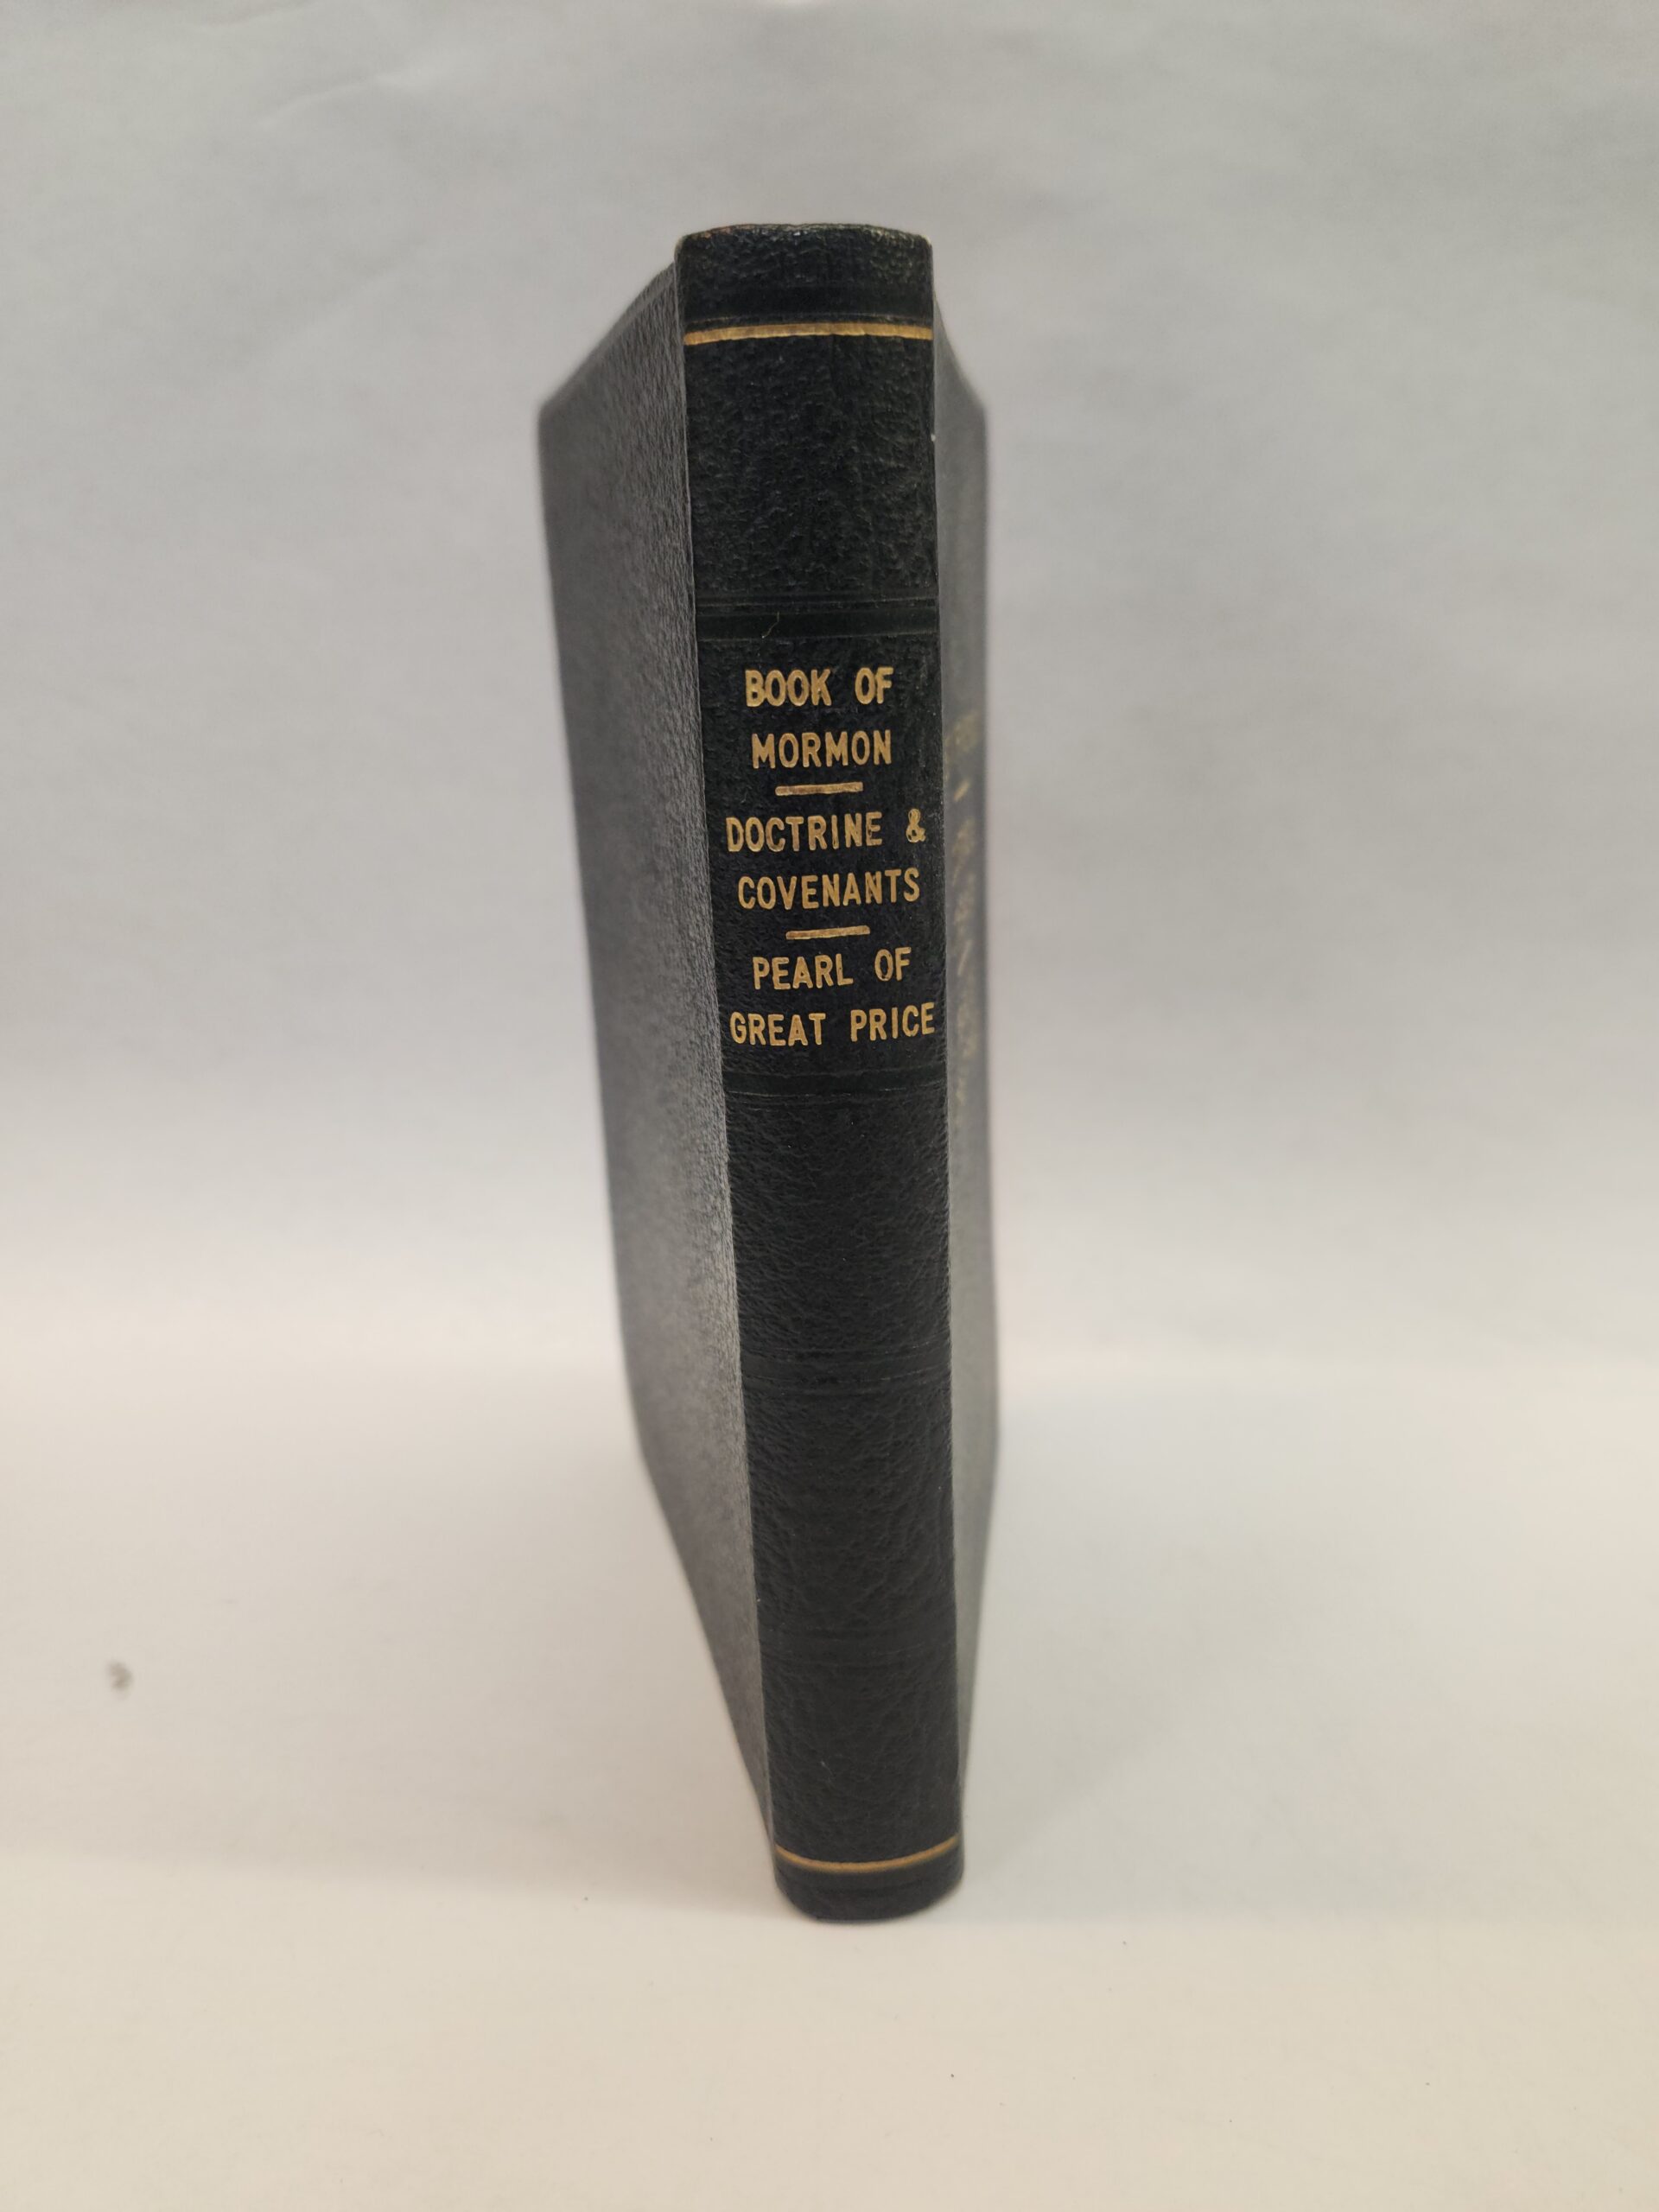 BOOK OF
MORMON
DOCTRINE &
COVENANTS
PEARL OF
GREAT PRICE